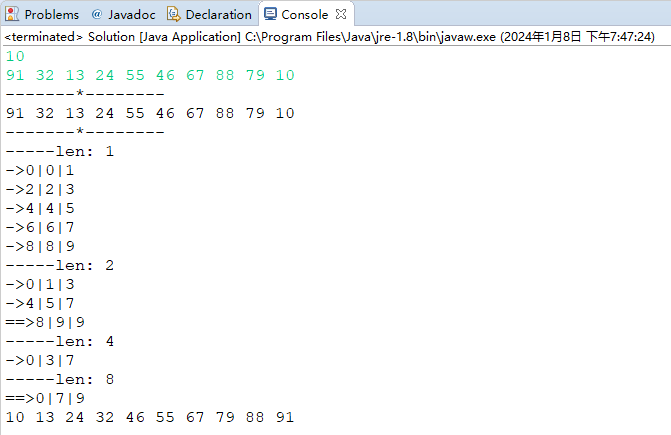 Problems @ Javadoc Declaration Console
<terminated> Solution [Java Application] C:\Program Files\Java\jre-1.8\bin\javaw.exe (2024年1月8日 下午7:47:24)
10
91 32 13 24 55 46 67 88 79 10
-------*--------
91 32 13 24 55 46 67 88 79 10
-------*--------
-----len: 1
->0|0|1
->2|2|3
->4|4|5
->6|6|7
->8|8|9
-----len: 2
->0|1|3
->4|5|7
==>8|9|9
-----len: 4
->0|3|7
-----len: 8
==>0|7|9
10 13 24 32 46 55 67 79 88 91